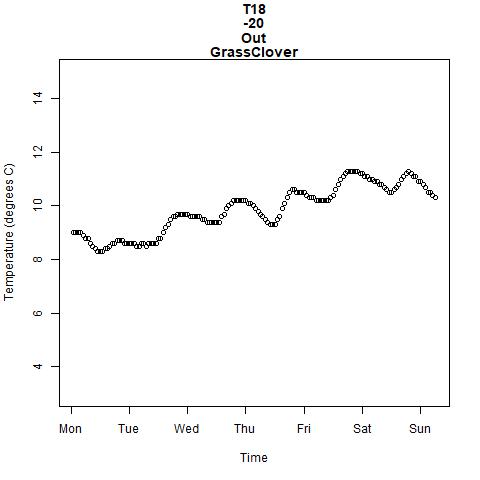 T18
-20
Out
GrassClover
Temperature (degrees C)
14
12
10
8
6
4
Mon Tue Wed Thu Fri Sat Sun
Time